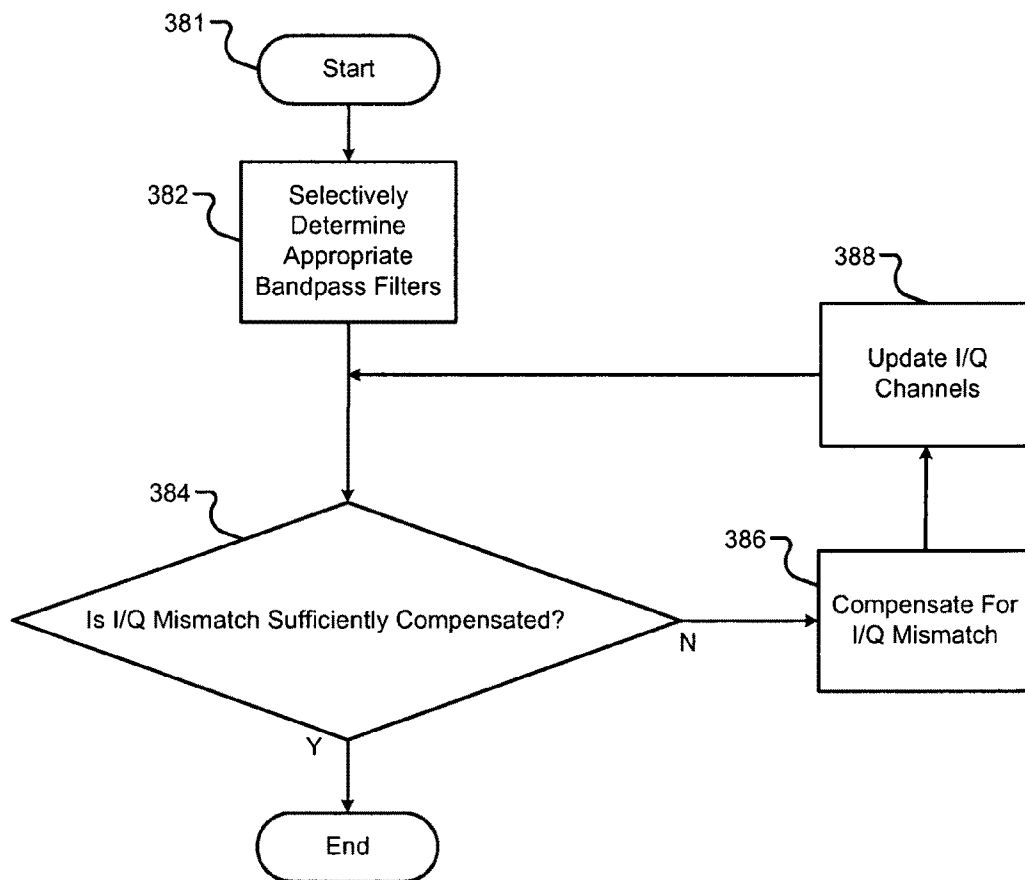 381
Start
382
Selectively
Determine
Appropriate
Bandpass Filters
388
Update I/Q
Channels
384
Is I/Q Mismatch Sufficiently Compensated?
N
386
Compensate For
I/Q Mismatch
Y
End